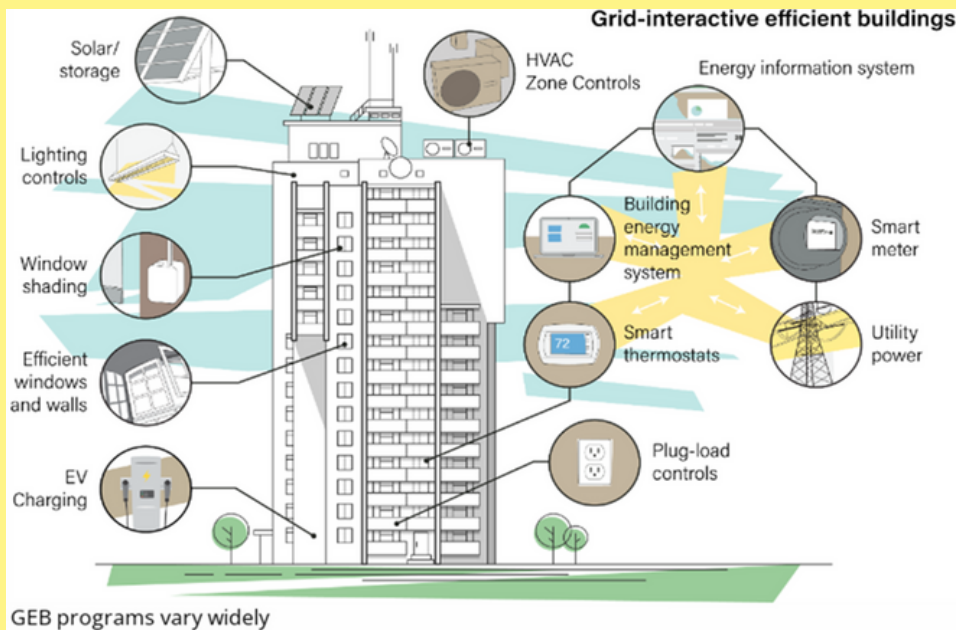 Grid-interactive efficient buildings
Solar/
storage
HVAC
Zone Controls
Energy information system
Lighting
controls
Building
energy
management
system
Smart
meter
Window
shading
72
Smart
thermostats
Utility
power
Efficient
windows
and walls
Plug-load
controls
EV
Charging
GEB programs vary widely